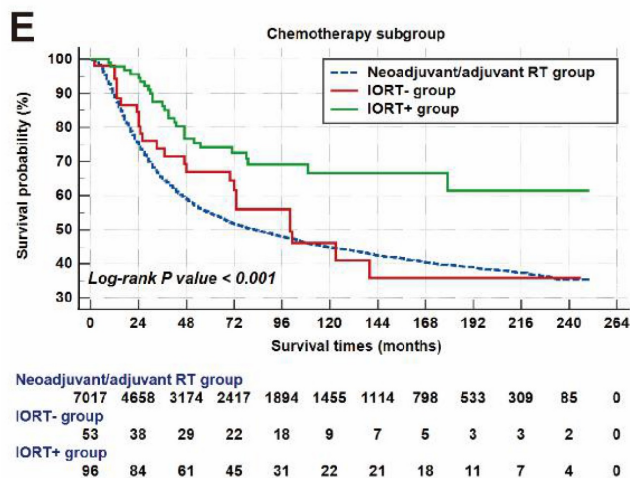 E
Chemotherapy subgroup
Neoadjuvant/adjuvant RT group
IORT- group
IORT+ group
Survival probability (%)
100
90
80
70
60
50
40
30
Log-rank P value < 0.001
0 24 48 72 96 120 144 168 192 216 240 264
Survival times (months)
Neoadjuvant/adjuvant RT group
7017 4658 3174 2417 1894 1455 1114 798 533 309 85 0
IORT- group
53 38 29 22 18 9 7 5 3 3 2 0
IORT+ group
96 84 61 45 31 22 21 18 11 7 4 0